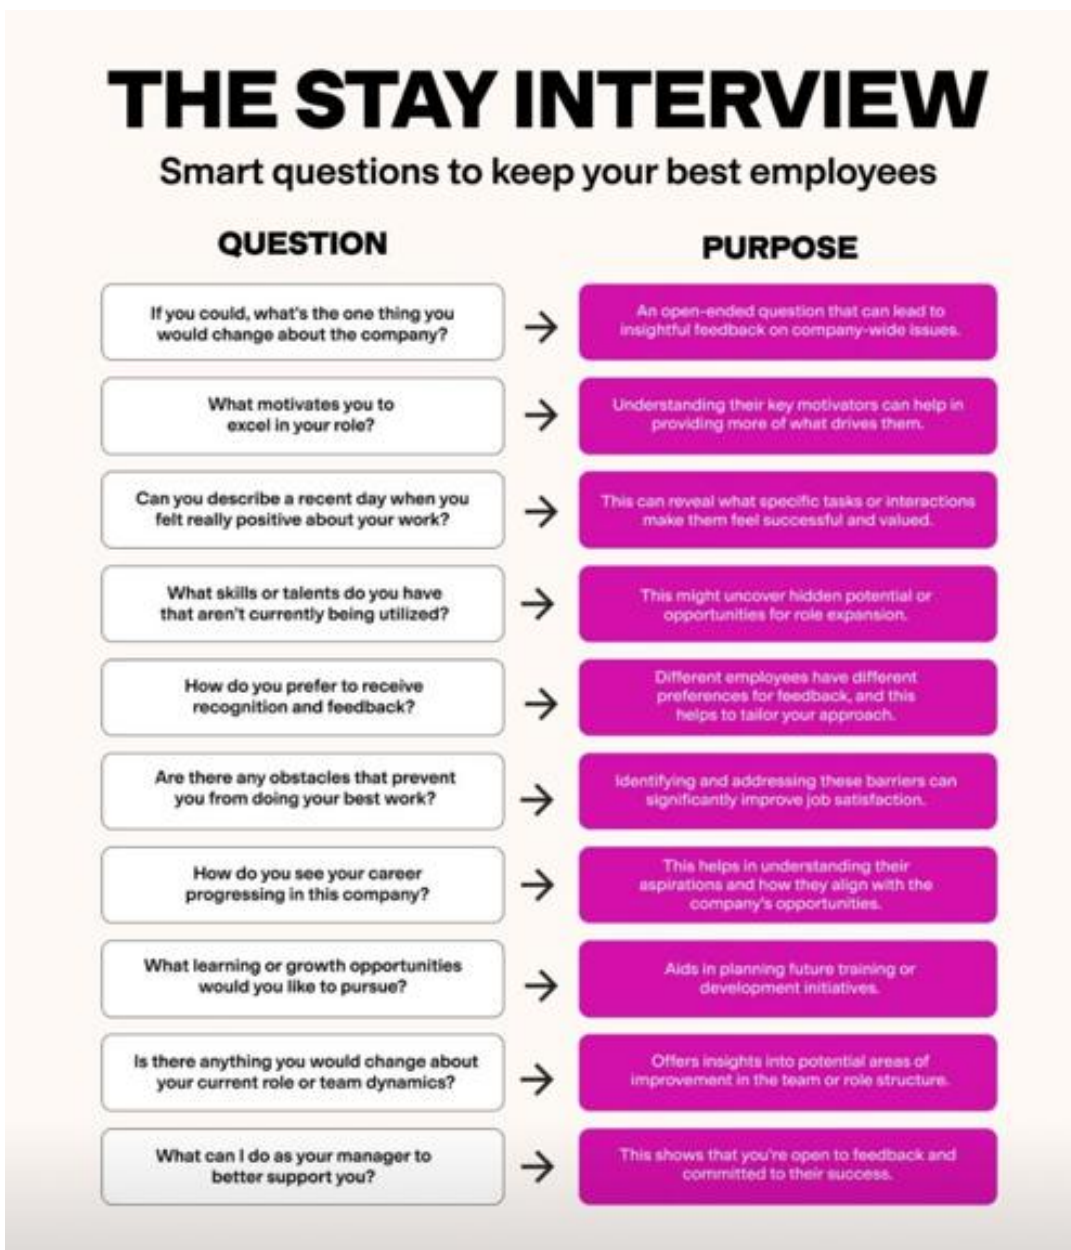 THE STAY INTERVIEW
Smart questions to keep your best employees
QUESTION
PURPOSE
If you could, what's the one thing you
would change about the company?
An open-ended question that can lead to
insightful feedback on company-wide issues.
What motivates you to
excel in your role?
Understanding their key motivators can help in
providing more of what drives them.
Can you describe a recent day when you
felt really positive about your work?
This can reveal what specific tasks or interactions
make them feel successful and valued.
What skills or talents do you have
that aren't currently being utilized?
This might uncover hidden potential or
opportunities for role expansion.
How do you prefer to receive
recognition and feedback?
Different employees have different
preferences for feedback, and this
helps to tailor your approach.
Are there any obstacles that prevent
you from doing your best work?
Identifying and addressing these barriers can
significantly improve job satisfaction.
How do you see your career
progressing in this company?
This helps in understanding their
aspirations and how they align with the
company's opportunities.
What learning or growth opportunities
would you like to pursue?
Aids in planning future training or
development initiatives.
Is there anything you would change about
your current role or team dynamics?
Offers insights into potential areas of
improvement in the team or role structure.
What can I do as your manager to
better support you?
This shows that you're open to feedback and
committed to their success.